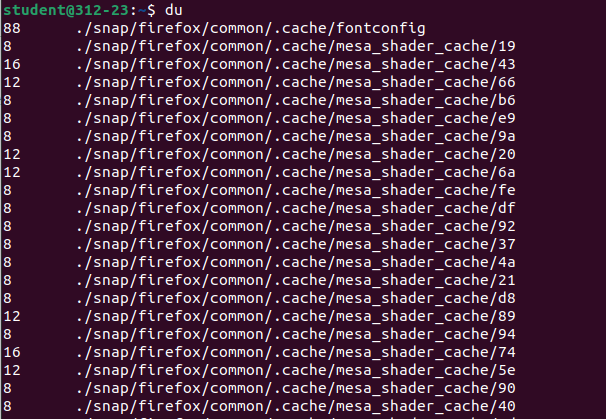 student@312-23:~$ du
88	./snap/firefox/common/.cache/fontconfig
8	./snap/firefox/common/.cache/mesa_shader_cache/19
16	./snap/firefox/common/.cache/mesa_shader_cache/43
12	./snap/firefox/common/.cache/mesa_shader_cache/66
8	./snap/firefox/common/.cache/mesa_shader_cache/b6
8	./snap/firefox/common/.cache/mesa_shader_cache/e9
8	./snap/firefox/common/.cache/mesa_shader_cache/9a
12	./snap/firefox/common/.cache/mesa_shader_cache/20
12	./snap/firefox/common/.cache/mesa_shader_cache/6a
8	./snap/firefox/common/.cache/mesa_shader_cache/fe
8	./snap/firefox/common/.cache/mesa_shader_cache/df
8	./snap/firefox/common/.cache/mesa_shader_cache/92
8	./snap/firefox/common/.cache/mesa_shader_cache/37
8	./snap/firefox/common/.cache/mesa_shader_cache/4a
8	./snap/firefox/common/.cache/mesa_shader_cache/21
8	./snap/firefox/common/.cache/mesa_shader_cache/d8
12	./snap/firefox/common/.cache/mesa_shader_cache/89
8	./snap/firefox/common/.cache/mesa_shader_cache/94
16	./snap/firefox/common/.cache/mesa_shader_cache/74
12	./snap/firefox/common/.cache/mesa_shader_cache/5e
8	./snap/firefox/common/.cache/mesa_shader_cache/90
8	./snap/firefox/common/.cache/mesa_shader_cache/40